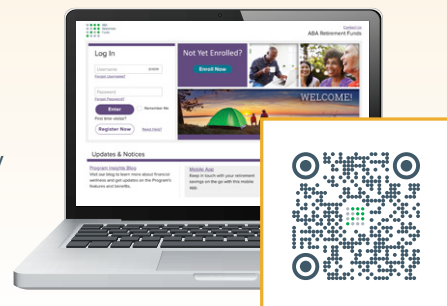 ABA
Retirement
Funds
Contact Us
ABA Retirement Funds
Log In
Username
SHOW
Forgot Username?
Password
Forgot Password?
Enter
Remember Me
First time visitor?
Register Now
Need Help?
Not Yet Enrolled?
Enroll Now
WELCOME!
Updates & Notices
Program Insights Blog
Visit our blog to learn more about financial
wellness and get updates on the Program's
features and benefits.
Mobile App
Keep in touch with your retirement
savings on the go with this mobile
app.
y